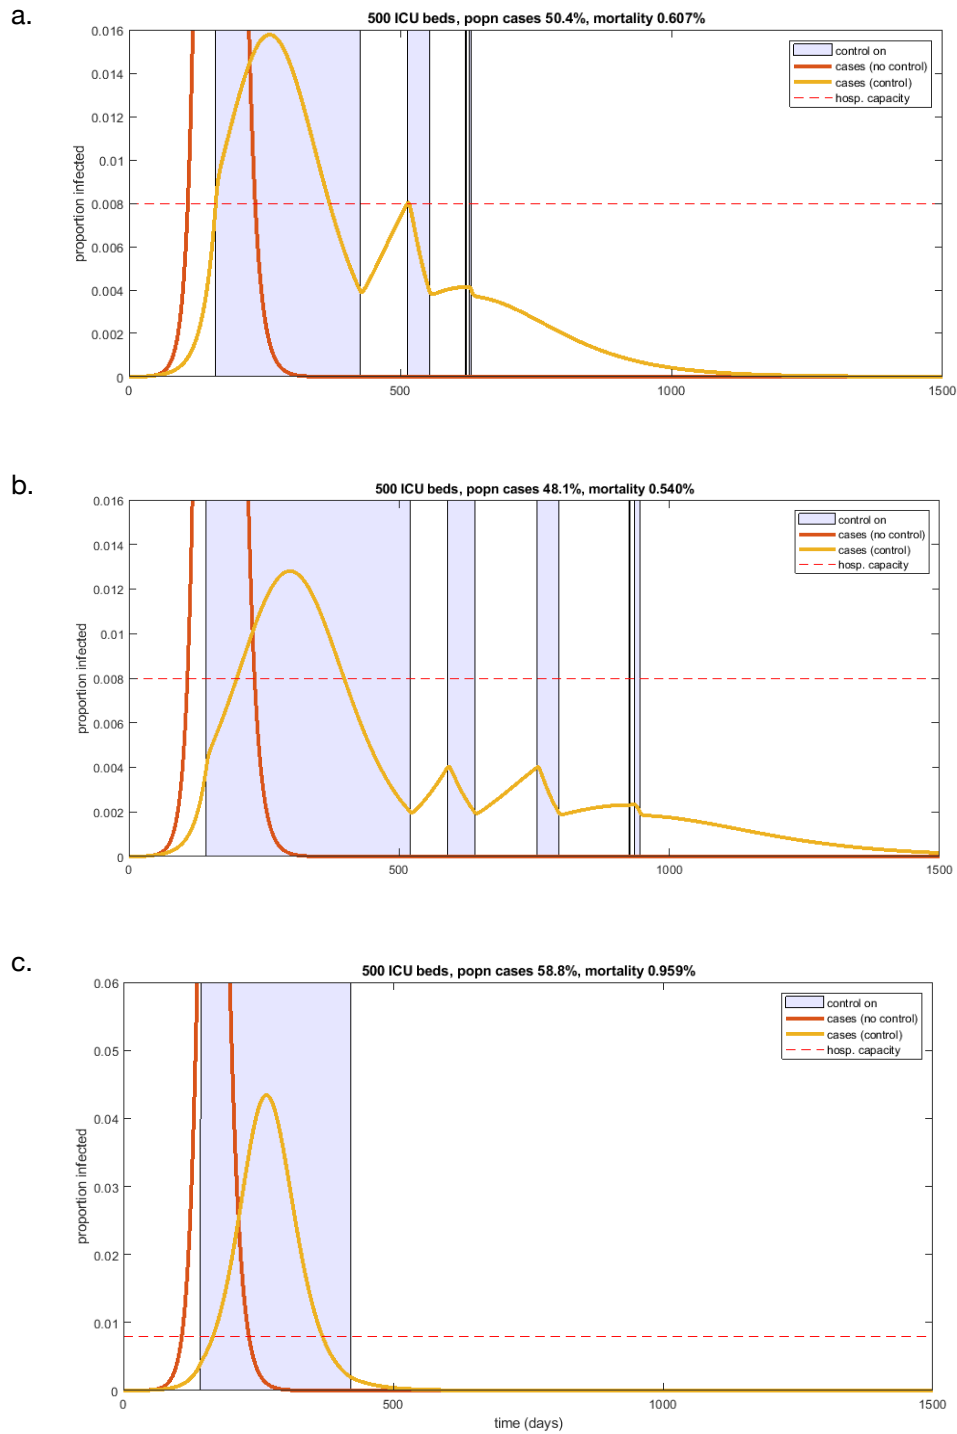 a.
500 ICU beds, popn cases 50.4%, mortality 0.607%
0.016
0.014
0.012
0.01
0.008
0.006
0.004
0.002
0
proportion infected
control on
cases (no control)
cases (control)
hosp. capacity
0 500 1000 1500
b.
500 ICU beds, popn cases 48.1%, mortality 0.540%
0.016
0.014
0.012
0.01
0.008
0.006
0.004
0.002
0
proportion infected
control on
cases (no control)
cases (control)
hosp. capacity
0 500 1000 1500
c.
500 ICU beds, popn cases 58.8%, mortality 0.959%
0.06
0.05
0.04
0.03
0.02
0.01
0
proportion infected
control on
cases (no control)
cases (control)
hosp. capacity
0 500 1000 1500
time (days)